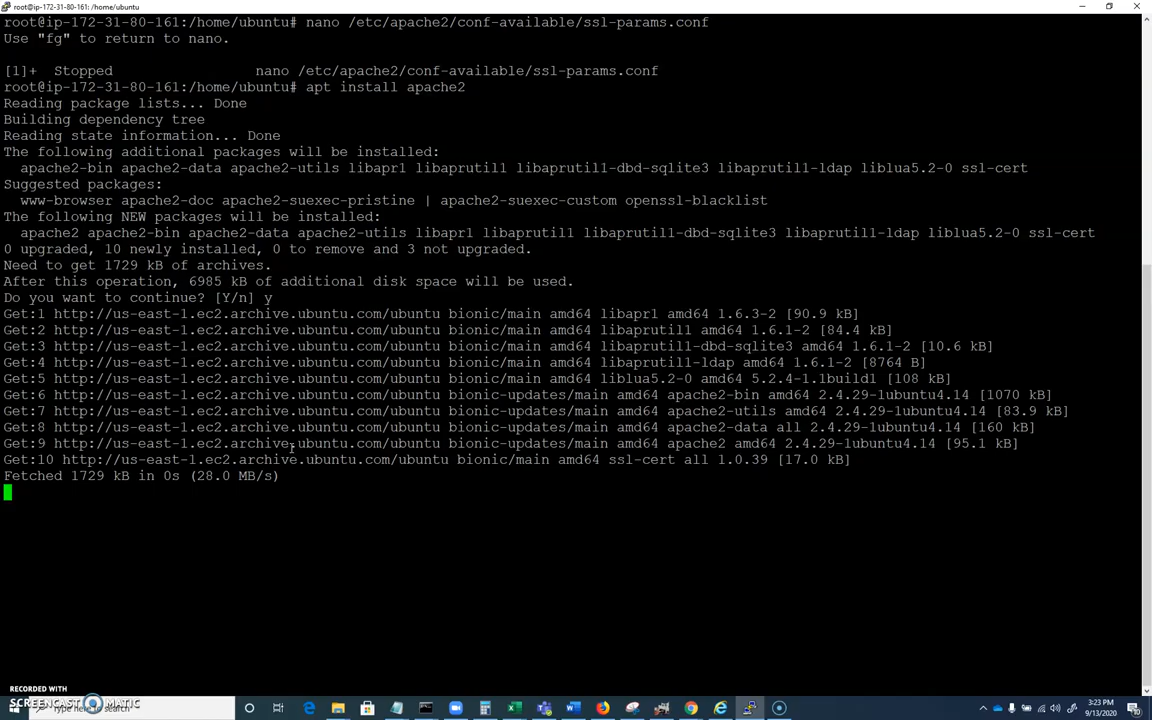 root@ip-172-31-80-161: /home/ubuntu
root@ip-172-31-80-161:/home/ubuntu# nano /etc/apache2/conf-available/ssl-params.conf
Use "fg" to return to nano.
[1]+  Stopped                 nano /etc/apache2/conf-available/ssl-params.conf
root@ip-172-31-80-161:/home/ubuntu# apt install apache2
Reading package lists... Done
Building dependency tree
Reading state information... Done
The following additional packages will be installed:
  apache2-bin apache2-data apache2-utils libapr1 libaprutil1 libaprutil1-dbd-sqlite3 libaprutil1-ldap liblua5.2-0 ssl-cert
Suggested packages:
  www-browser apache2-doc apache2-suexec-pristine | apache2-suexec-custom openssl-blacklist
The following NEW packages will be installed:
  apache2 apache2-bin apache2-data apache2-utils libapr1 libaprutil1 libaprutil1-dbd-sqlite3 libaprutil1-ldap liblua5.2-0 ssl-cert
0 upgraded, 10 newly installed, 0 to remove and 3 not upgraded.
Need to get 1729 kB of archives.
After this operation, 6985 kB of additional disk space will be used.
Do you want to continue? [Y/n] y
Get:1 http://us-east-1.ec2.archive.ubuntu.com/ubuntu bionic/main amd64 libapr1 amd64 1.6.3-2 [90.9 kB]
Get:2 http://us-east-1.ec2.archive.ubuntu.com/ubuntu bionic/main amd64 libaprutil1 amd64 1.6.1-2 [84.4 kB]
Get:3 http://us-east-1.ec2.archive.ubuntu.com/ubuntu bionic/main amd64 libaprutil1-dbd-sqlite3 amd64 1.6.1-2 [10.6 kB]
Get:4 http://us-east-1.ec2.archive.ubuntu.com/ubuntu bionic/main amd64 libaprutil1-ldap amd64 1.6.1-2 [8764 B]
Get:5 http://us-east-1.ec2.archive.ubuntu.com/ubuntu bionic/main amd64 liblua5.2-0 amd64 5.2.4-1.1build1 [108 kB]
Get:6 http://us-east-1.ec2.archive.ubuntu.com/ubuntu bionic-updates/main amd64 apache2-bin amd64 2.4.29-1ubuntu4.14 [1070 kB]
Get:7 http://us-east-1.ec2.archive.ubuntu.com/ubuntu bionic-updates/main amd64 apache2-utils amd64 2.4.29-1ubuntu4.14 [83.9 kB]
Get:8 http://us-east-1.ec2.archive.ubuntu.com/ubuntu bionic-updates/main amd64 apache2-data all 2.4.29-1ubuntu4.14 [160 kB]
Get:9 http://us-east-1.ec2.archive.ubuntu.com/ubuntu bionic-updates/main amd64 apache2 amd64 2.4.29-1ubuntu4.14 [95.1 kB]
Get:10 http://us-east-1.ec2.archive.ubuntu.com/ubuntu bionic/main amd64 ssl-cert all 1.0.39 [17.0 kB]
Fetched 1729 kB in 0s (28.0 MB/s)
RECORDED WITH
SCREENCAST MATIC
Type here to search
3:23 PM
9/13/2020